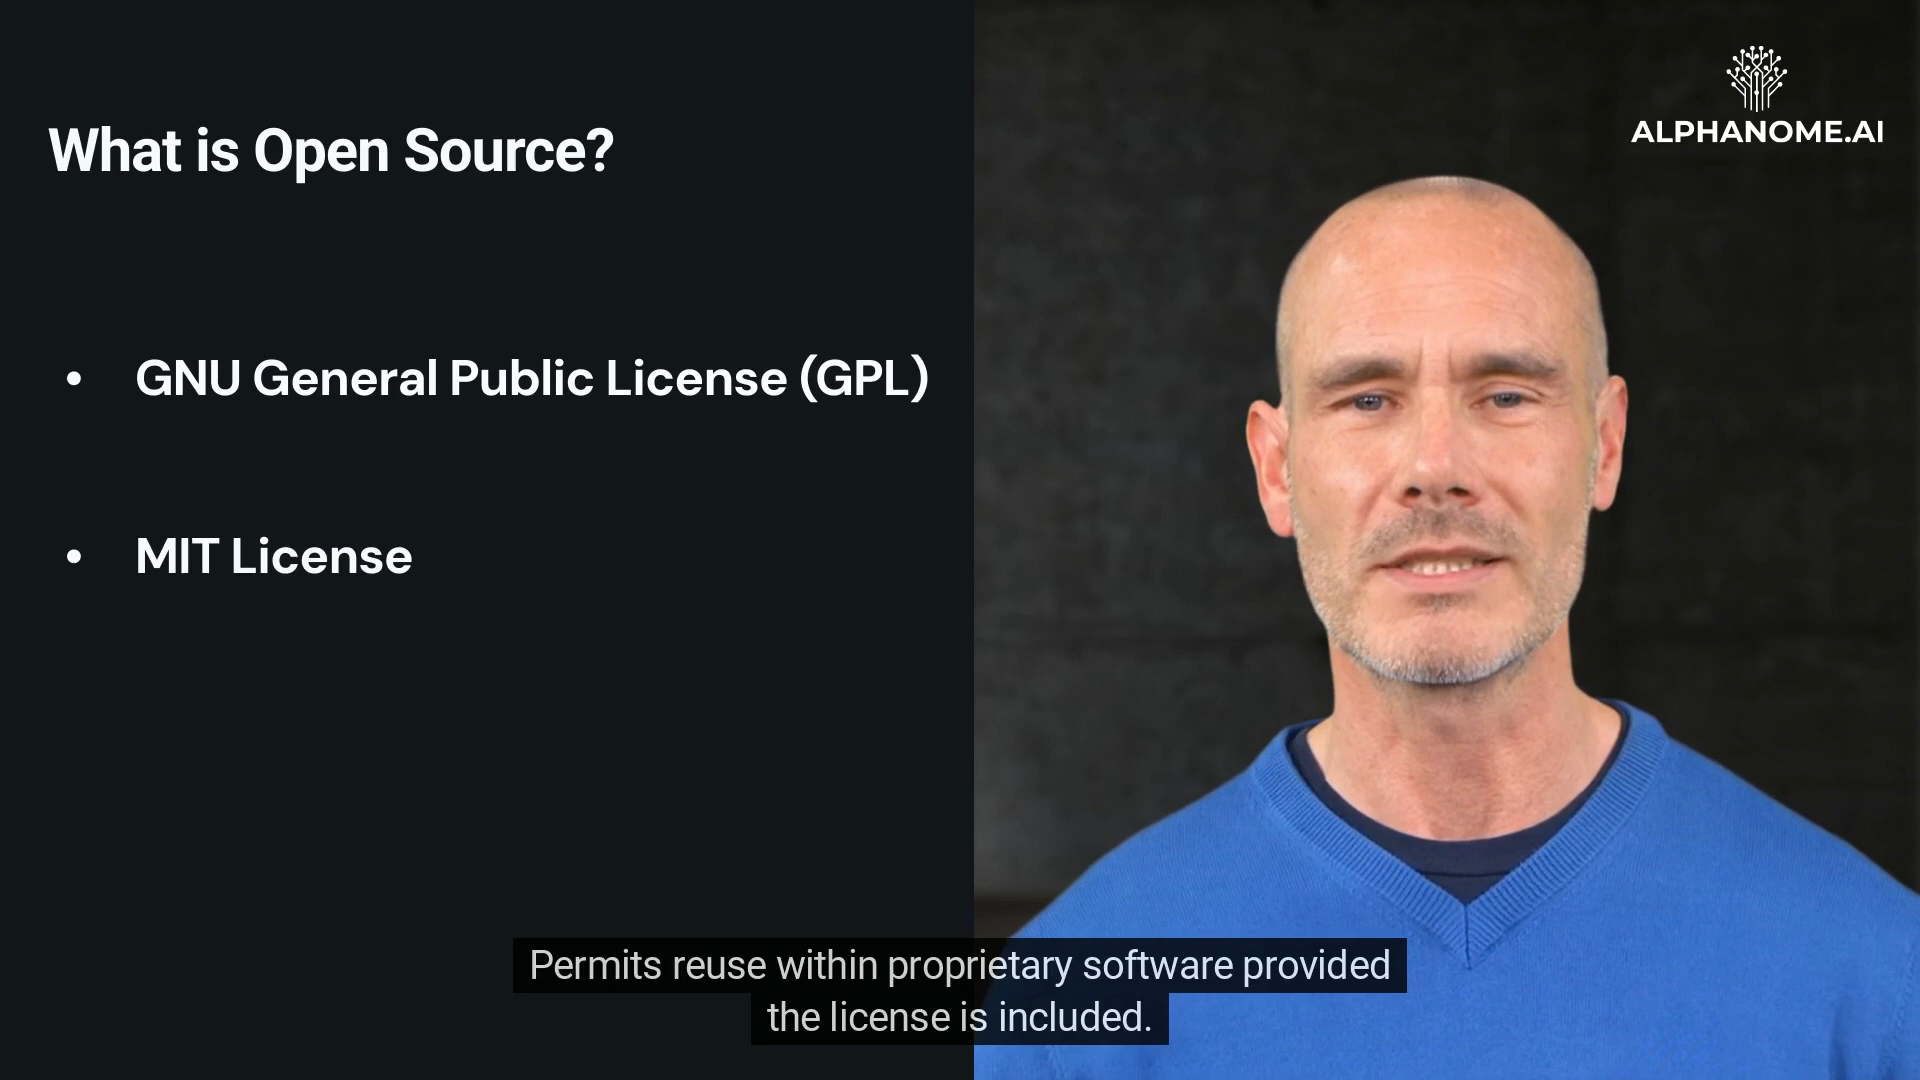 What is Open Source?
ALPHANOME.AI
• GNU General Public License (GPL)
• MIT License
Permits reuse within proprietary software provided
the license is included.